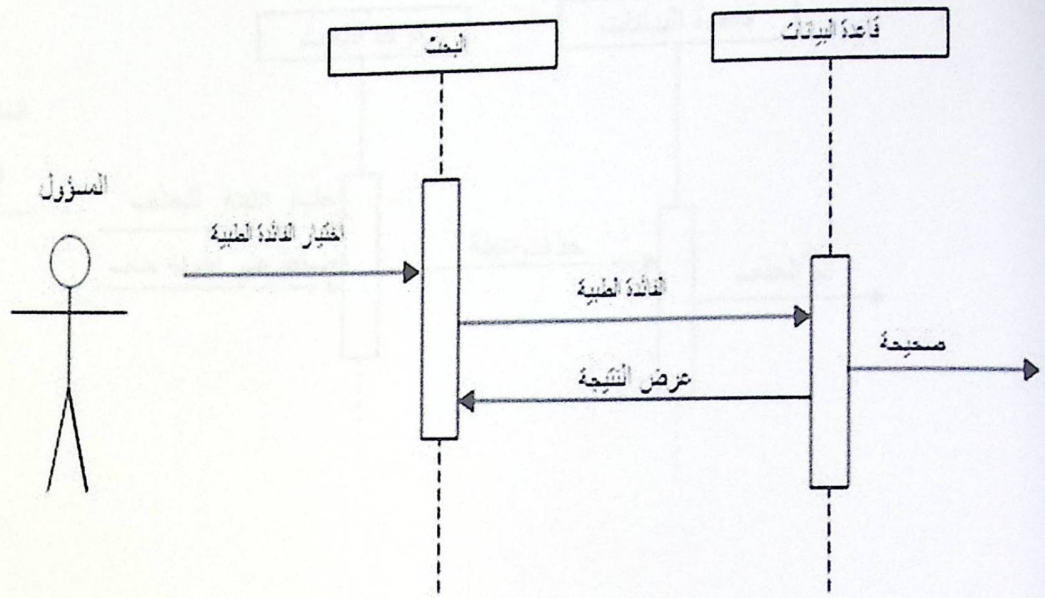 البحث
قاعدة البيانات
المسؤول
اختيار الفائدة الطبية
الفائدة الطبية
صحيحة
عرض النتيجة